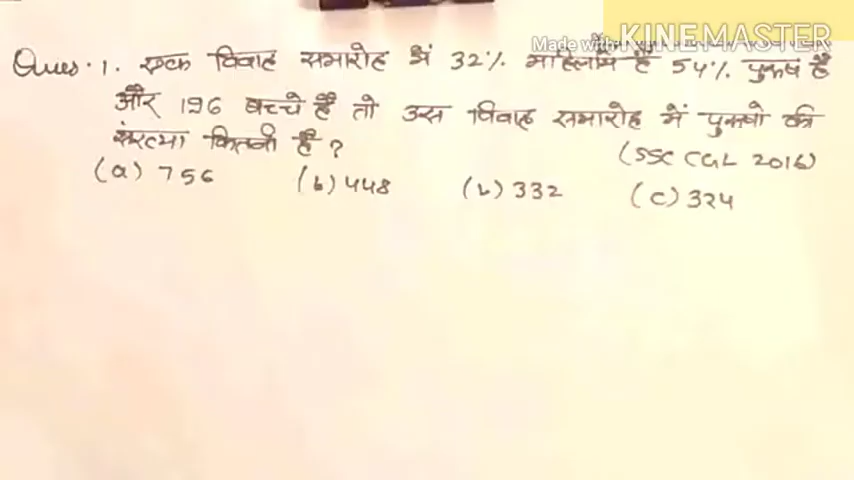 Made with KINEMASTER
Ques.1. एक विवाह समारोह में 32% महिलायें हैं 54% पुरूष है
और 196 बच्चे है तो उस विवाह समारोह में पुरूषो की
संख्या कितनी है ?
(SSC CGL 2016)
(a) 756 (b) 448 (b) 332 (c) 324